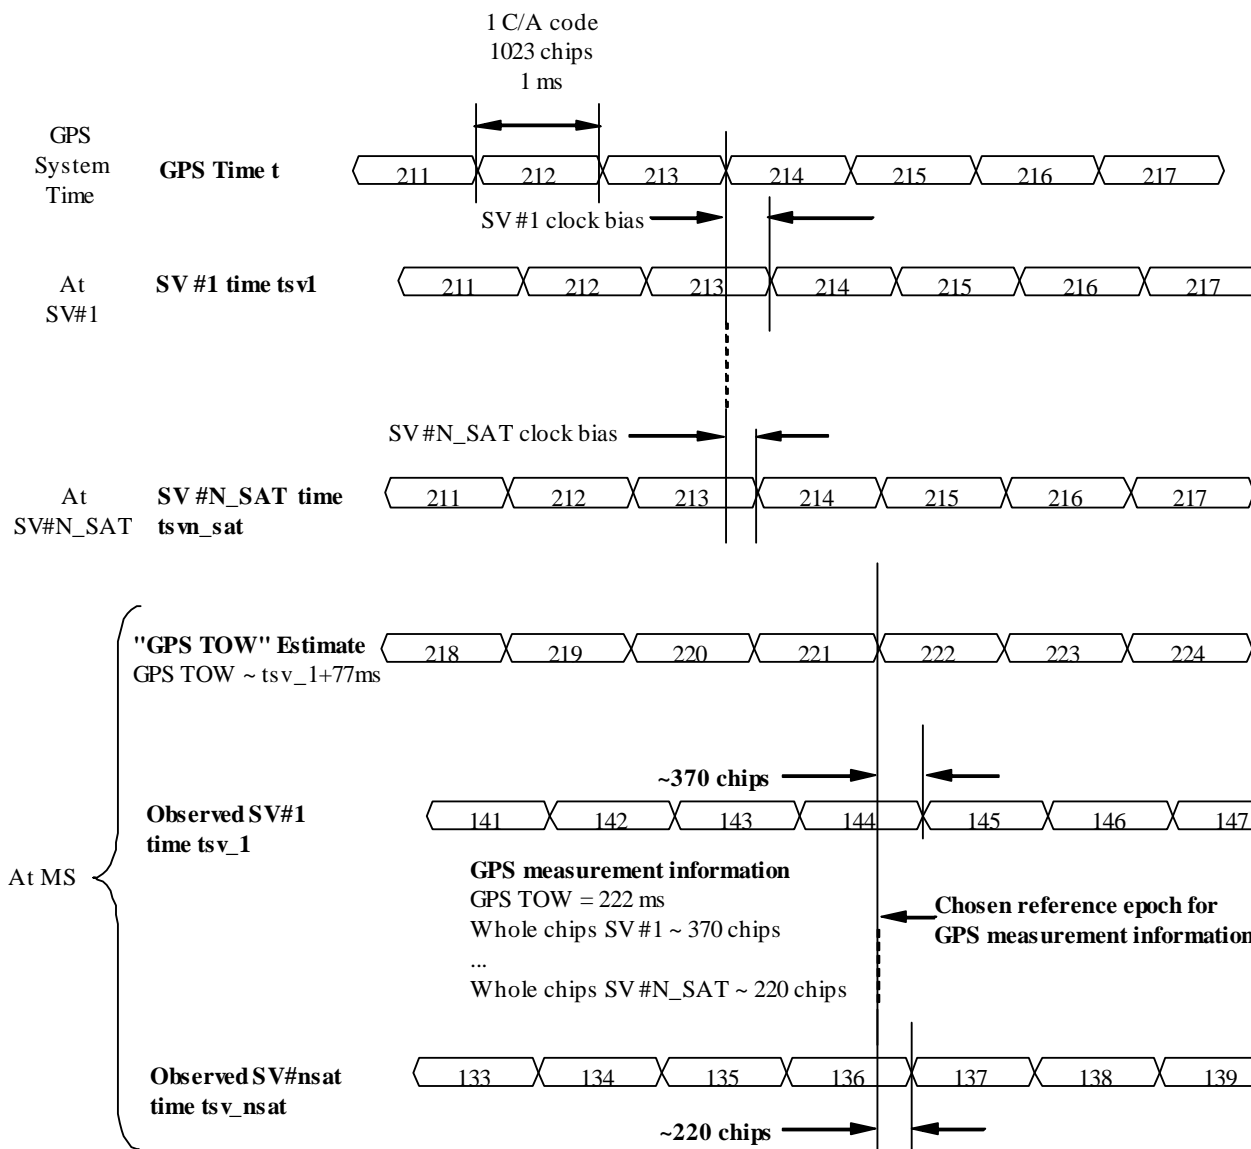 1 C/A code
1023 chips
1 ms
GPS
System
Time
GPS Time t
211 212 213 214 215 216 217
SV #1 clock bias
At
SV#1
SV #1 time tsv1
211 212 213 214 215 216 217
SV #N_SAT clock bias
At
SV#N_SAT
SV #N_SAT time
tsvn_sat
211 212 213 214 215 216 217
"GPS TOW" Estimate
GPS TOW ~ tsv_1+77ms
218 219 220 221 222 223 224
~370 chips
Observed SV#1
time tsv_1
141 142 143 144 145 146 147
At MS
GPS measurement information
GPS TOW = 222 ms
Whole chips SV #1 ~ 370 chips
...
Whole chips SV #N_SAT ~ 220 chips
Chosen reference epoch for
GPS measurement information
Observed SV#nsat
time tsv_nsat
133 134 135 136 137 138 139
~220 chips